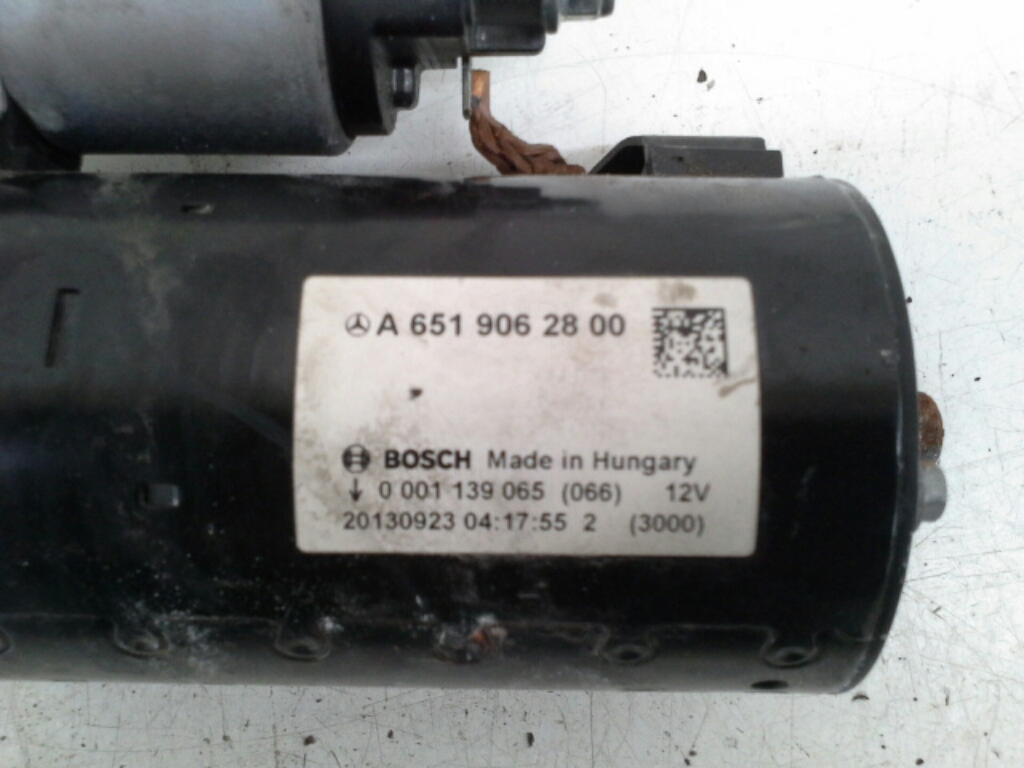 A 651 906 28 00
BOSCH Made in Hungary
0 001 139 065 (066) 12V
20130923 04:17:55 2 (3000)